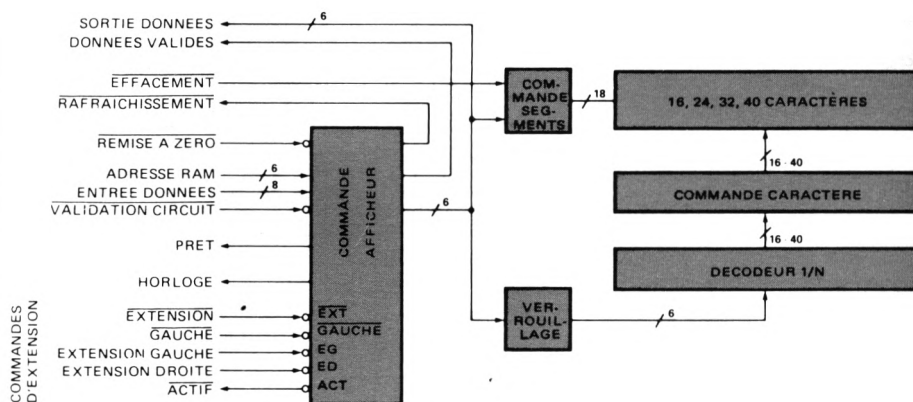 SORTIE DONNEES
6
DONNEES VALIDES
EFFACEMENT
RAFRAICHISSEMENT
REMISE A ZERO
ADRESSE RAM
6
ENTREE DONNEES
8
VALIDATION CIRCUIT
PRET
HORLOGE
COMMANDES
D'EXTENSION
EXTENSION
GAUCHE
EXTENSION GAUCHE
EXTENSION DROITE
ACTIF
COMMANDE
AFFICHEUR
EXT
GAUCHE
EG
ED
ACT
6
COM-
MANDE
SEG-
MENTS
18
16, 24, 32, 40 CARACTÈRES
16 - 40
COMMANDE CARACTERE
16 - 40
DECODEUR 1/N
VER-
ROUIL-
LAGE
6